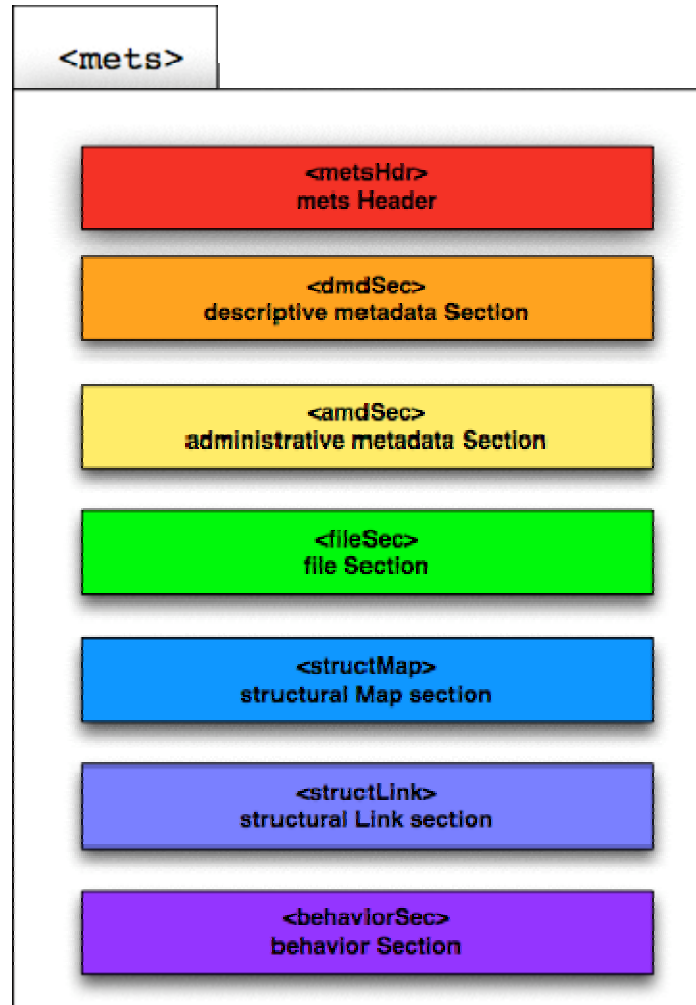 <mets>
<metsHdr>
mets Header
<dmdSec>
descriptive metadata Section
<amdSec>
administrative metadata Section
<fileSec>
file Section
<structMap>
structural Map section
<structLink>
structural Link section
<behaviorSec>
behavior Section